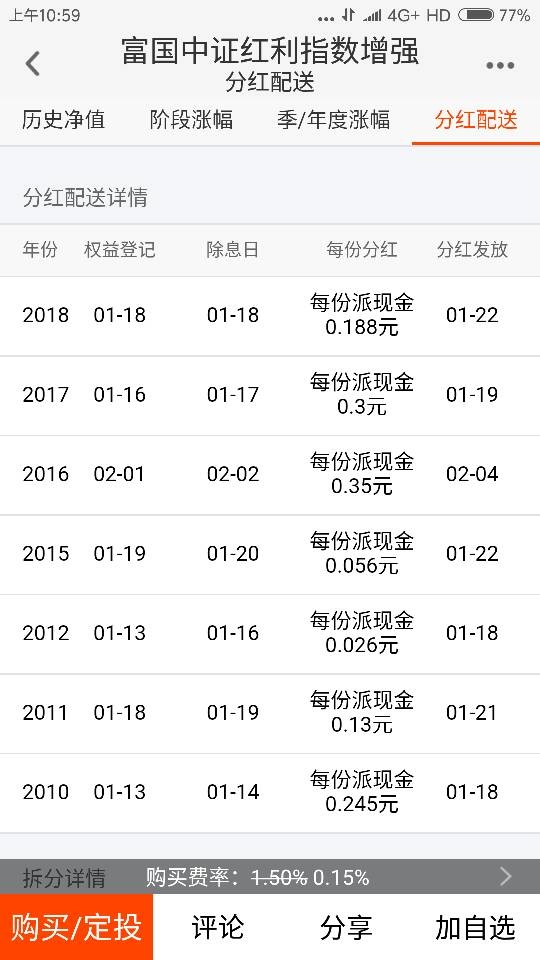 上午10:59 ... 4G+ HD 77%
富国中证红利指数增强
分红配送
历史净值 阶段涨幅 季/年度涨幅 分红配送
分红配送详情
年份 权益登记 除息日 每份分红 分红发放
2018 01-18 01-18 每份派现金 01-22
0.188元
2017 01-16 01-17 每份派现金 01-19
0.3元
2016 02-01 02-02 每份派现金 02-04
0.35元
2015 01-19 01-20 每份派现金 01-22
0.056元
2012 01-13 01-16 每份派现金 01-18
0.026元
2011 01-18 01-19 每份派现金 01-21
0.13元
2010 01-13 01-14 每份派现金 01-18
0.245元
拆分详情 购买费率：1.50% 0.15%
购买/定投 评论 分享 加自选